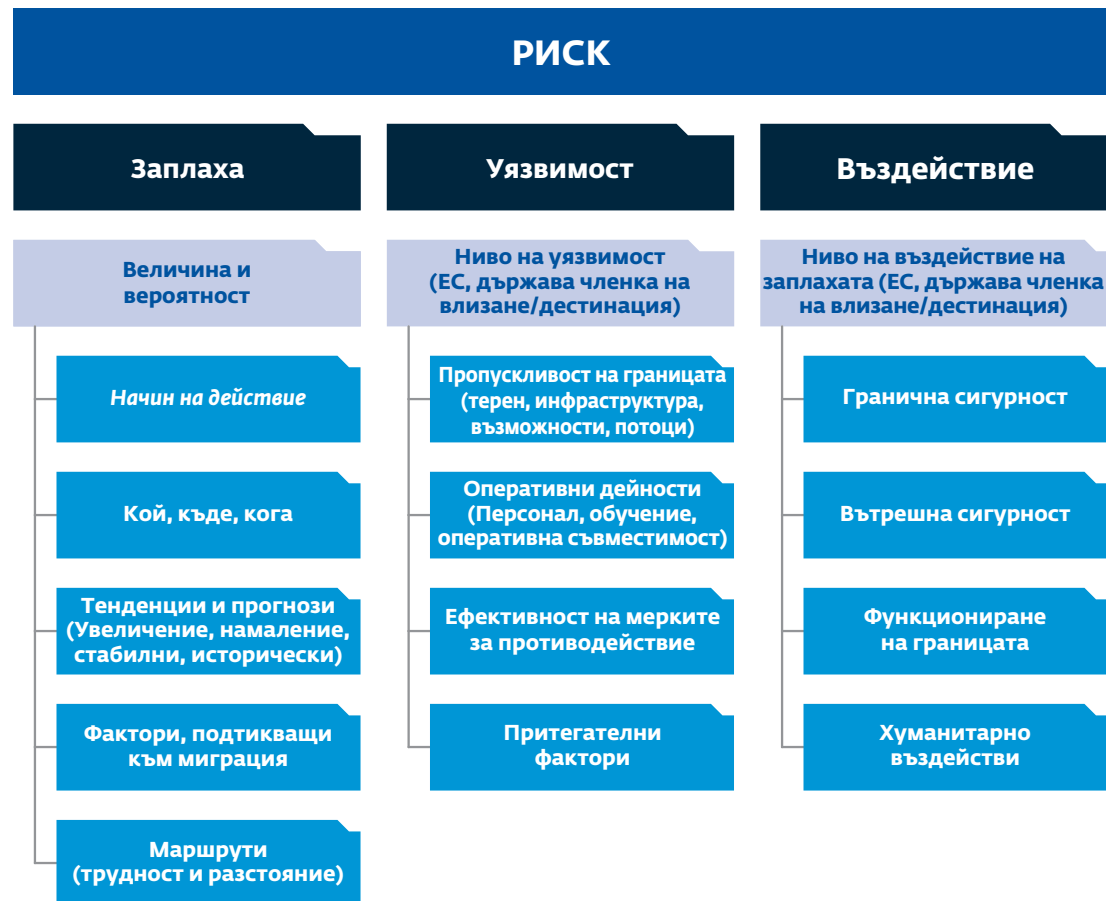 РИСК
Заплаха
Величина и
вероятност
Начин на действие
Кой, къде, кога
Тенденции и прогнози
(Увеличение, намаление,
стабилни, исторически)
Фактори, подтикващи
към миграция
Маршрути
(трудност и разстояние)
Уязвимост
Ниво на уязвимост
(ЕС, държава членка на
влизане/дестинация)
Пропускливост на границата
(терен, инфраструктура,
възможности, потоци)
Оперативни дейности
(Персонал, обучение,
оперативна съвместимост)
Ефективност на мерките
за противодействие
Притегателни
фактори
Въздействие
Ниво на въздействие на
заплахата (ЕС, държава членка
на влизане/дестинация)
Гранична сигурност
Вътрешна сигурност
Функциониране
на границата
Хуманитарно
въздействи